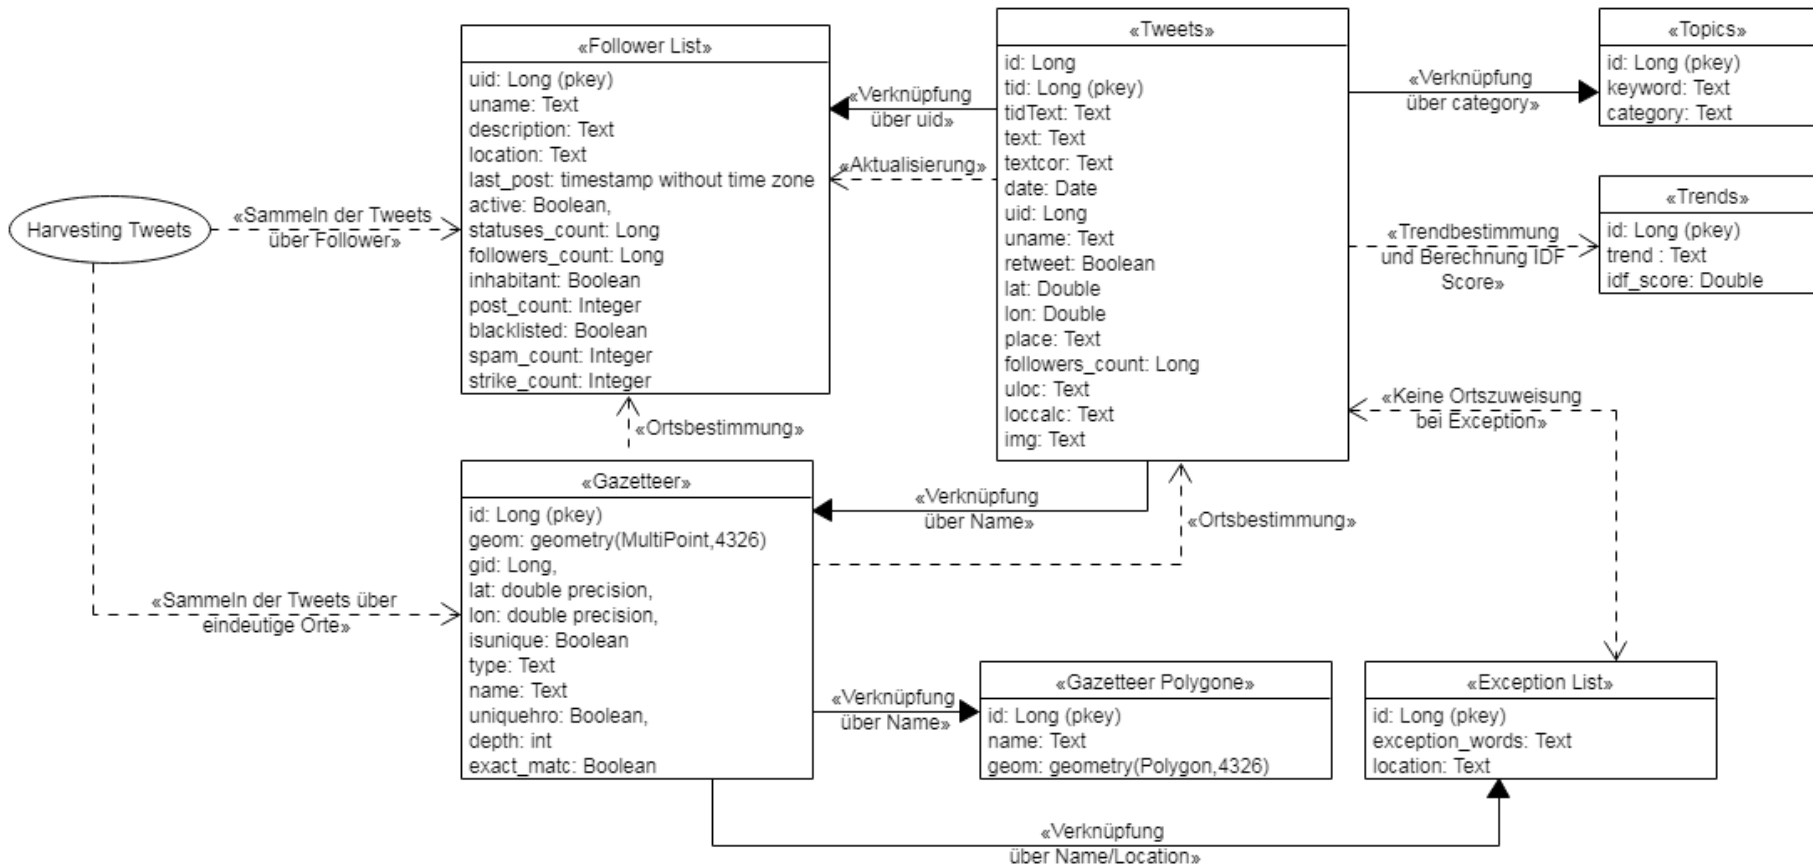 Harvesting Tweets
«Sammeln der Tweets
über Follower»
«Sammeln der Tweets über
eindeutige Orte»
«Follower List»
uid: Long (pkey)
uname: Text
description: Text
location: Text
last_post: timestamp without time zone
active: Boolean,
statuses_count: Long
followers_count: Long
inhabitant: Boolean
post_count: Integer
blacklisted: Boolean
spam_count: Integer
strike_count: Integer
«Ortsbestimmung»
«Gazetteer»
id: Long (pkey)
geom: geometry(MultiPoint,4326)
gid: Long,
lat: double precision,
lon: double precision,
isunique: Boolean
type: Text
name: Text
uniquehro: Boolean,
depth: int
exact_matc: Boolean
«Verknüpfung
über uid»
«Aktualisierung»
«Tweets»
id: Long
tid: Long (pkey)
tidText: Text
text: Text
textcor: Text
date: Date
uid: Long
uname: Text
retweet: Boolean
lat: Double
lon: Double
place: Text
followers_count: Long
uloc: Text
loccalc: Text
img: Text
«Verknüpfung
über Name»
«Ortsbestimmung»
«Verknüpfung
über Name»
«Gazetteer Polygone»
id: Long (pkey)
name: Text
geom: geometry(Polygon,4326)
«Verknüpfung
über category»
«Topics»
id: Long (pkey)
keyword: Text
category: Text
«Trendbestimmung
und Berechnung IDF
Score»
«Trends»
id: Long (pkey)
trend : Text
idf_score: Double
«Keine Ortszuweisung
bei Exception»
«Exception List»
id: Long (pkey)
exception_words: Text
location: Text
«Verknüpfung
über Name/Location»